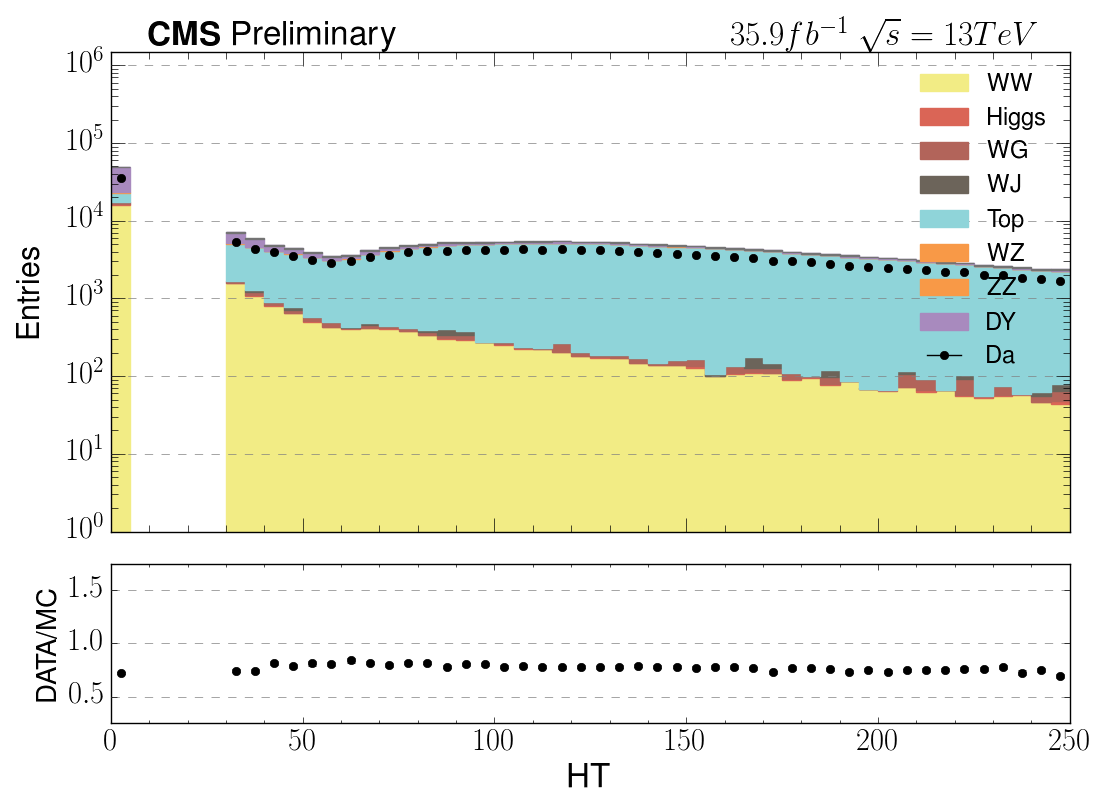 CMS Preliminary 35.9fb⁻¹ √s = 13TeV
10⁶
10⁵
10⁴
10³
10²
10¹
10⁰
Entries
WW
Higgs
WG
WJ
Top
WZ
ZZ
DY
Da
1.5
1.0
0.5
DATA/MC
0 50 100 150 200 250
HT